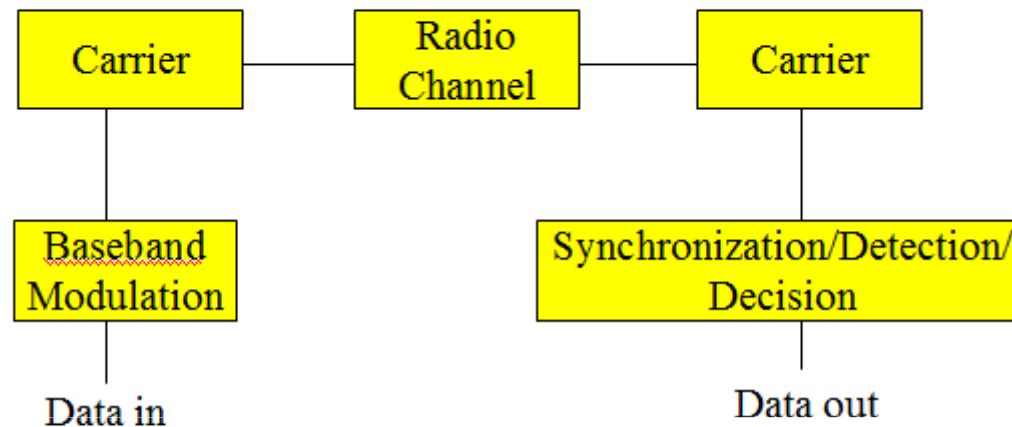 Carrier
Radio
Channel
Carrier
Baseband
Modulation
Synchronization/Detection/
Decision
Data in
Data out